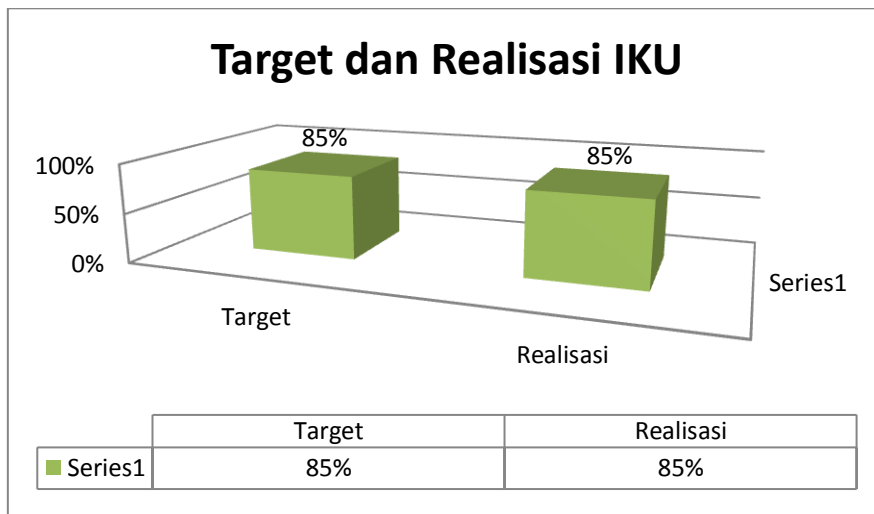 Target dan Realisasi IKU
85%
85%
100%
50%
0%
Series1
Target
Realisasi
Target Realisasi
Series1 85% 85%